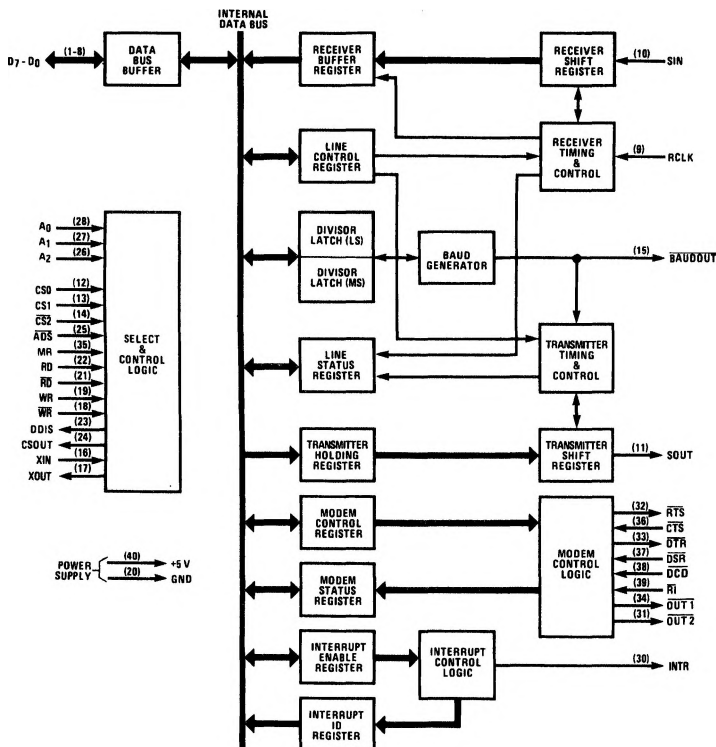 INTERNAL
DATA BUS
D7 - D0
(1-8)
DATA
BUS
BUFFER
RECEIVER
BUFFER
REGISTER
RECEIVER
SHIFT
REGISTER
(10)
SIN
LINE
CONTROL
REGISTER
RECEIVER
TIMING
&
CONTROL
(9)
RCLK
A0 (28)
A1 (27)
A2 (26)
CS0 (12)
CS1 (13)
CS2 (14)
ADS (25)
MR (35)
RD (22)
RD (21)
WR (19)
WR (18)
DDIS (23)
CSOUT (24)
XIN (16)
XOUT (17)
SELECT
&
CONTROL
LOGIC
DIVISOR
LATCH (LS)
DIVISOR
LATCH (MS)
BAUD
GENERATOR
(15)
BAUDOUT
LINE
STATUS
REGISTER
TRANSMITTER
TIMING
&
CONTROL
TRANSMITTER
HOLDING
REGISTER
TRANSMITTER
SHIFT
REGISTER
(11)
SOUT
MODEM
CONTROL
REGISTER
MODEM
STATUS
REGISTER
MODEM
CONTROL
LOGIC
(32) RTS
(36) CTS
(33) DTR
(37) DSR
(38) DCD
(39) RI
(34) OUT 1
(31) OUT 2
POWER
SUPPLY
(40) +5 V
(20) GND
INTERRUPT
ENABLE
REGISTER
INTERRUPT
CONTROL
LOGIC
(30)
INTR
INTERRUPT
ID
REGISTER